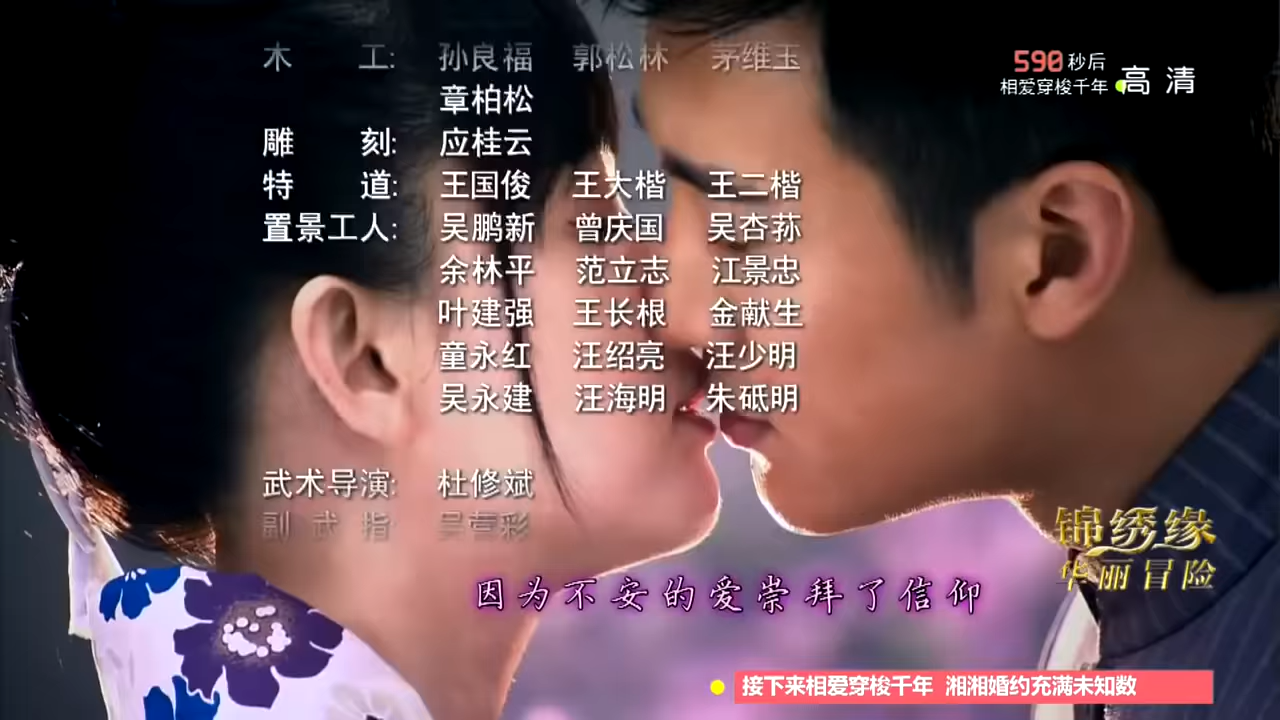 木 工: 孙良福 郭松林 茅维玉
590秒后
相爱穿梭千年
高清
章柏松
雕 刻: 应桂云
特 道: 王国俊 王大楷 王二楷
置景工人: 吴鹏新 曾庆国 吴杏荪
余林平 范立志 江景忠
叶建强 王长根 金献生
童永红 汪绍亮 汪少明
吴永建 汪海明 朱砥明
武术导演: 杜修斌
副 武 指: 吴营彩
锦绣缘
华丽冒险
因为不安的爱崇拜了信仰
接下来相爱穿梭千年 湘湘婚约充满未知数